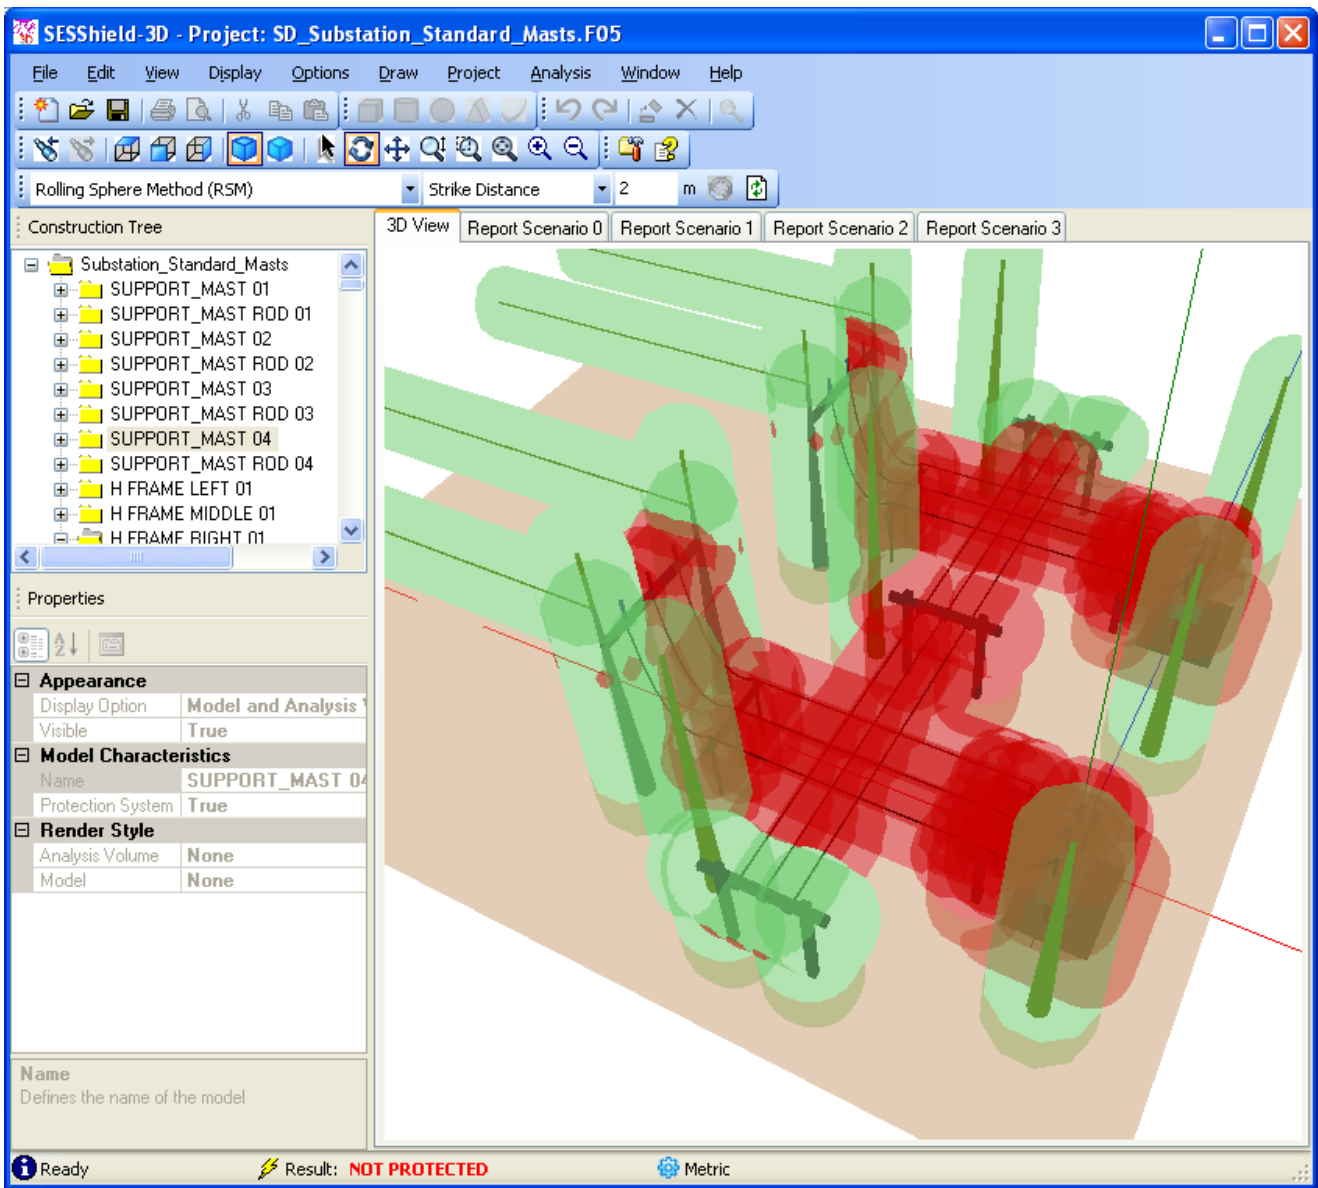 SESShield-3D - Project: SD_Substation_Standard_Masts.F05
File Edit View Display Options Draw Project Analysis Window Help
Rolling Sphere Method (RSM) Strike Distance 2 m
Construction Tree
3D View Report Scenario 0 Report Scenario 1 Report Scenario 2 Report Scenario 3
Substation_Standard_Masts
SUPPORT_MAST 01
SUPPORT_MAST ROD 01
SUPPORT_MAST 02
SUPPORT_MAST ROD 02
SUPPORT_MAST 03
SUPPORT_MAST ROD 03
SUPPORT_MAST 04
SUPPORT_MAST ROD 04
H FRAME LEFT 01
H FRAME MIDDLE 01
H FRAME RIGHT 01
Properties
Appearance
Display Option Model and Analysis
Visible True
Model Characteristics
Name SUPPORT_MAST 04
Protection System True
Render Style
Analysis Volume None
Model None
Name
Defines the name of the model
Ready Result: NOT PROTECTED Metric